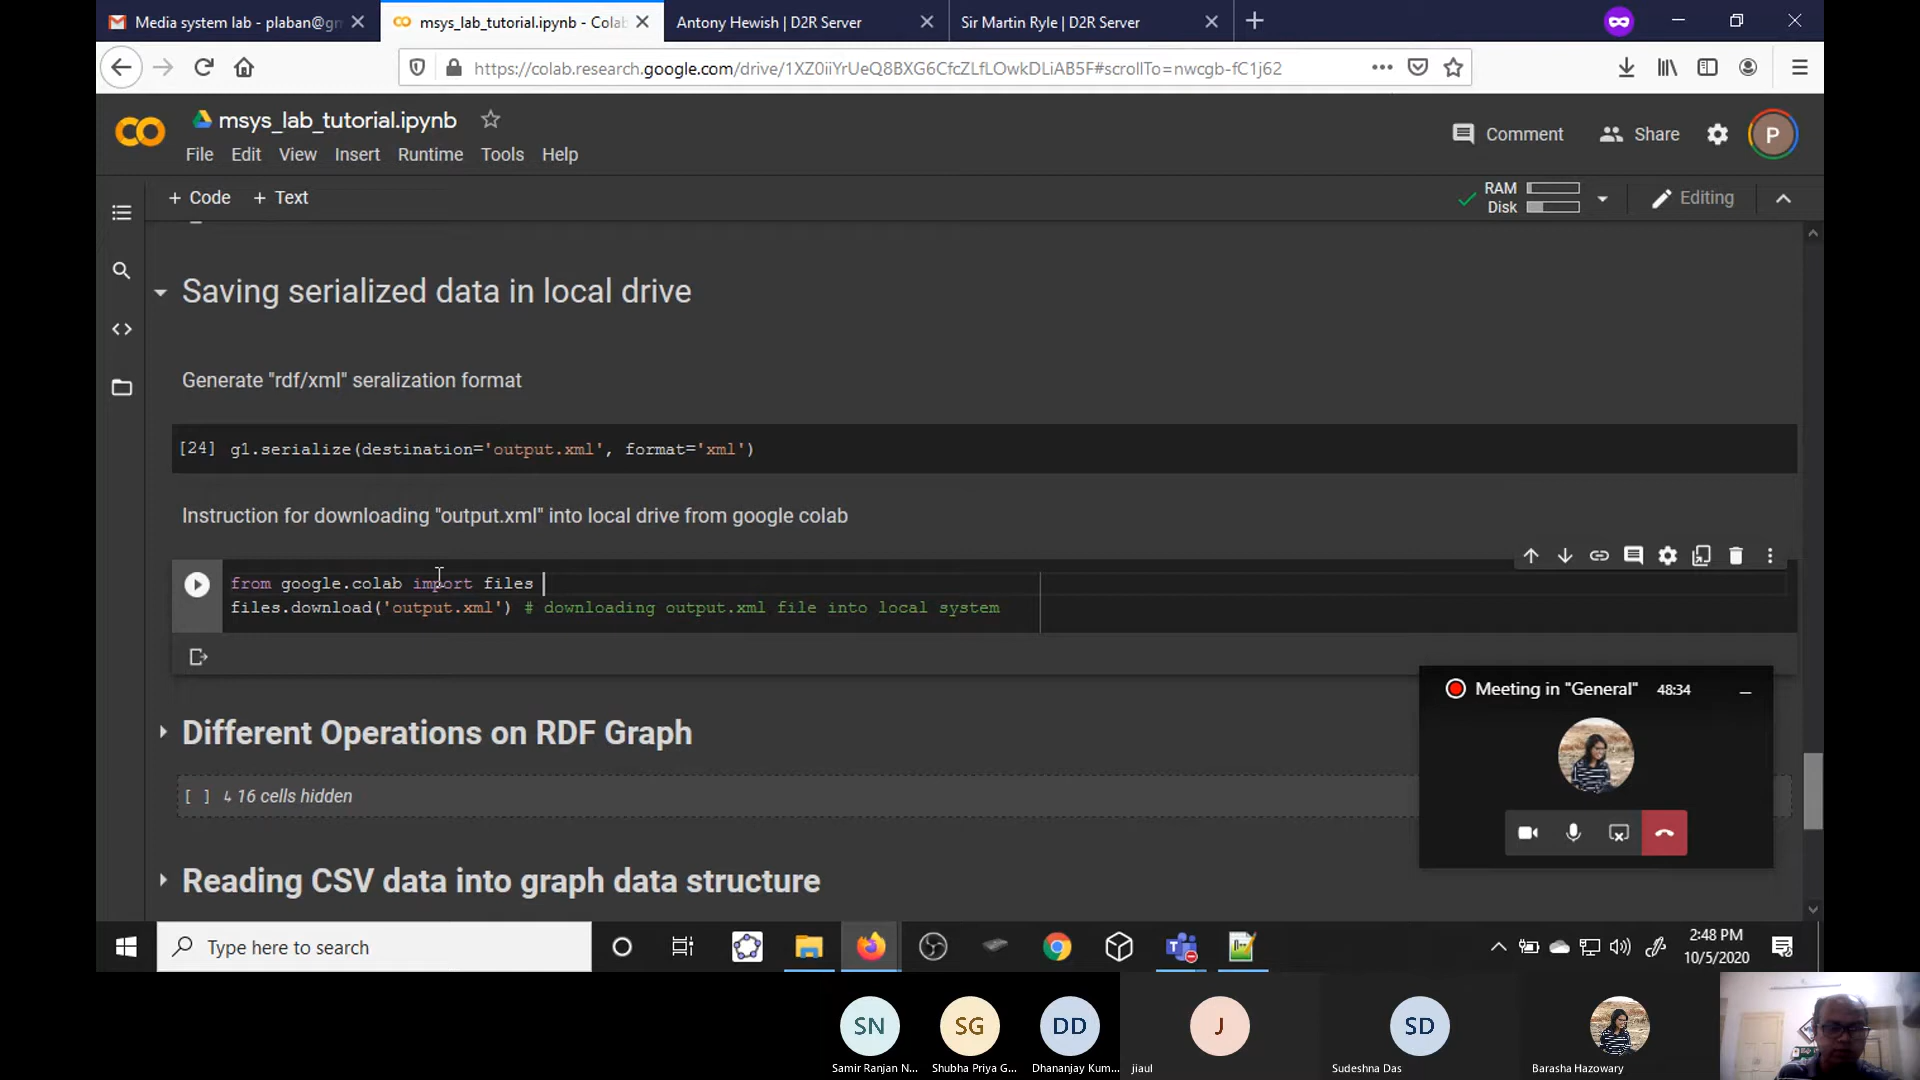 Media system lab - plaban@gm
msys_lab_tutorial.ipynb - Colab
Antony Hewish | D2R Server
Sir Martin Ryle | D2R Server
https://colab.research.google.com/drive/1XZ0iiYrUeQ8BXG6CfcZLfLOwkDLiAB5F#scrollTo=nwcgb-fC1j62
msys_lab_tutorial.ipynb
Comment
Share
P
File Edit View Insert Runtime Tools Help
+ Code + Text
RAM
Disk
Editing
Saving serialized data in local drive
Generate "rdf/xml" seralization format
[24] g1.serialize(destination='output.xml', format='xml')
Instruction for downloading "output.xml" into local drive from google colab
from google.colab import files
files.download('output.xml') # downloading output.xml file into local system
Meeting in "General" 48:34
Different Operations on RDF Graph
[ ] ↳ 16 cells hidden
Reading CSV data into graph data structure
Type here to search
2:48 PM
10/5/2020
SN
SG
DD
J
SD
Samir Ranjan N...
Shubha Priya G...
Dhananjay Kum...
jiaul
Sudeshna Das
Barasha Hazowary